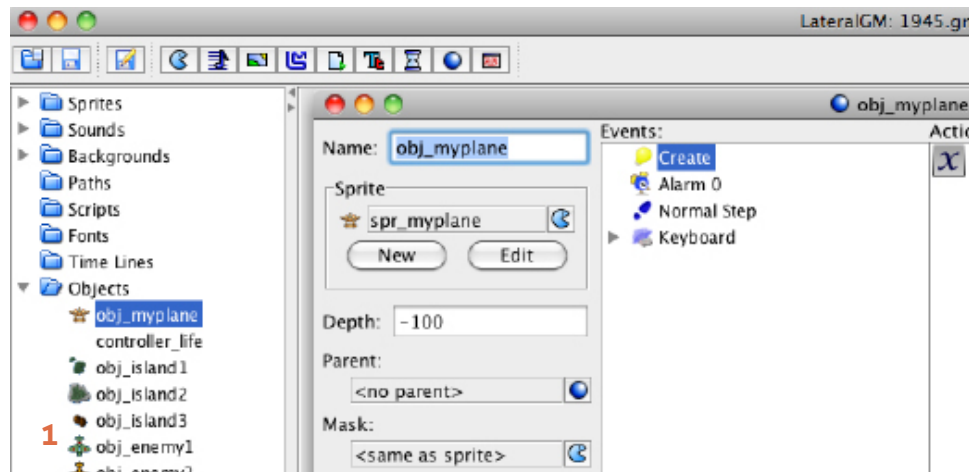 LateralGM: 1945.gm
Sprites
Sounds
Backgrounds
Paths
Scripts
Fonts
Time Lines
Objects
obj_myplane
controller_life
obj_island1
obj_island2
obj_island3
1
obj_enemy1
obj_enemy2
obj_myplane
Name: obj_myplane
Sprite
spr_myplane
New Edit
Depth: -100
Parent:
<no parent>
Mask:
<same as sprite>
Events:
Create
Alarm 0
Normal Step
Keyboard
Actio